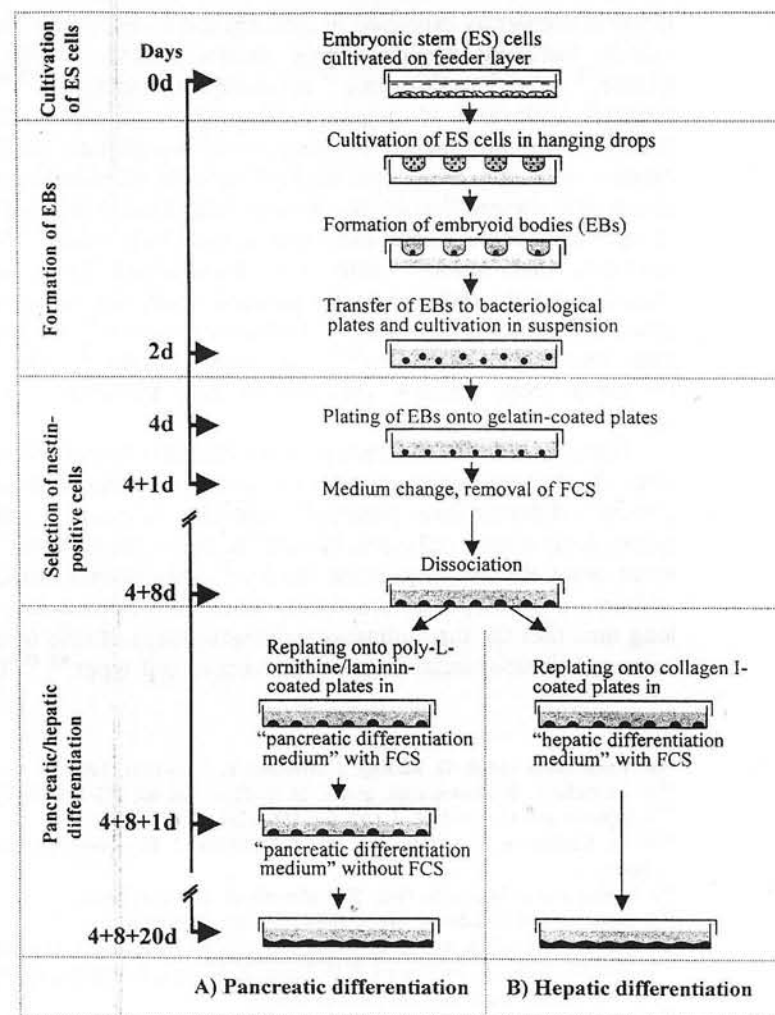 Days
Embryonic stem (ES) cells
cultivated on feeder layer
Cultivation
of ES cells
0d
Cultivation of ES cells in hanging drops
Formation of EBs
Formation of embryoid bodies (EBs)
Transfer of EBs to bacteriological
plates and cultivation in suspension
2d
Selection of nestin-
positive cells
4d
Plating of EBs onto gelatin-coated plates
4+1d
Medium change, removal of FCS
Dissociation
4+8d
Pancreatic/hepatic
differentiation
Replating onto poly-L-
ornithine/laminin-
coated plates in
"pancreatic differentiation
medium" with FCS
Replating onto collagen I-
coated plates in
"hepatic differentiation
medium" with FCS
4+8+1d
"pancreatic differentiation
medium" without FCS
4+8+20d
A) Pancreatic differentiation
B) Hepatic differentiation